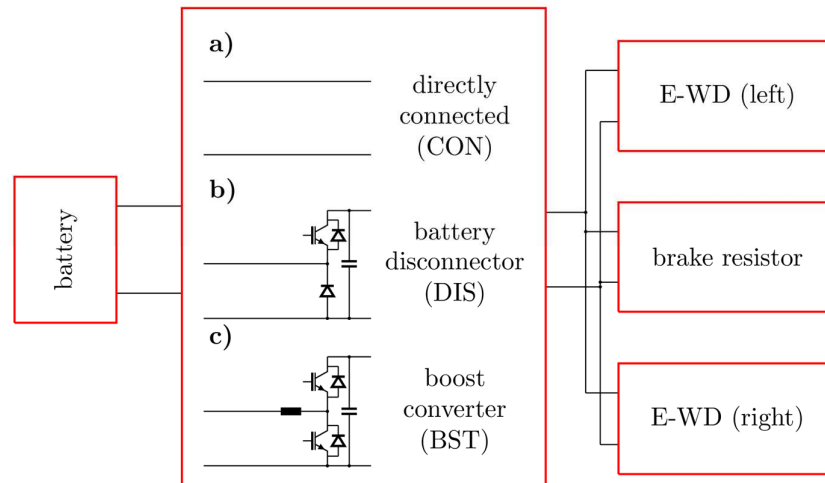 battery
a)
directly
connected
(CON)
b)
battery
disconnector
(DIS)
c)
boost
converter
(BST)
E-WD (left)
brake resistor
E-WD (right)